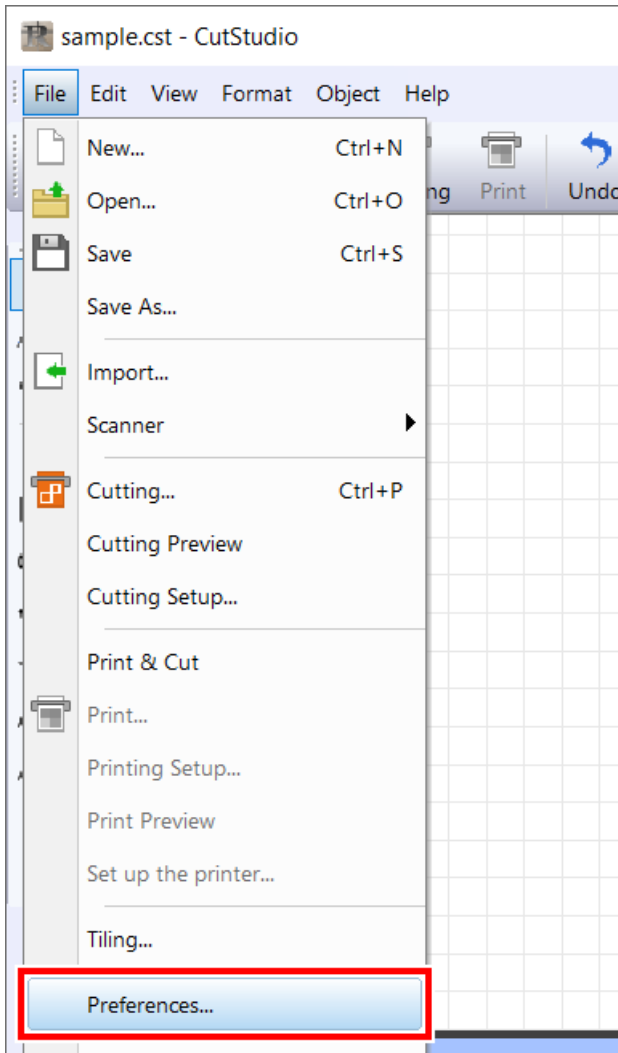 sample.cst - CutStudio
File Edit View Format Object Help
New... Ctrl+N
Open... Ctrl+O
ng Print Undo
Save Ctrl+S
Save As...
Import...
Scanner
Cutting... Ctrl+P
Cutting Preview
Cutting Setup...
Print & Cut
Print...
Printing Setup...
Print Preview
Set up the printer...
Tiling...
Preferences...